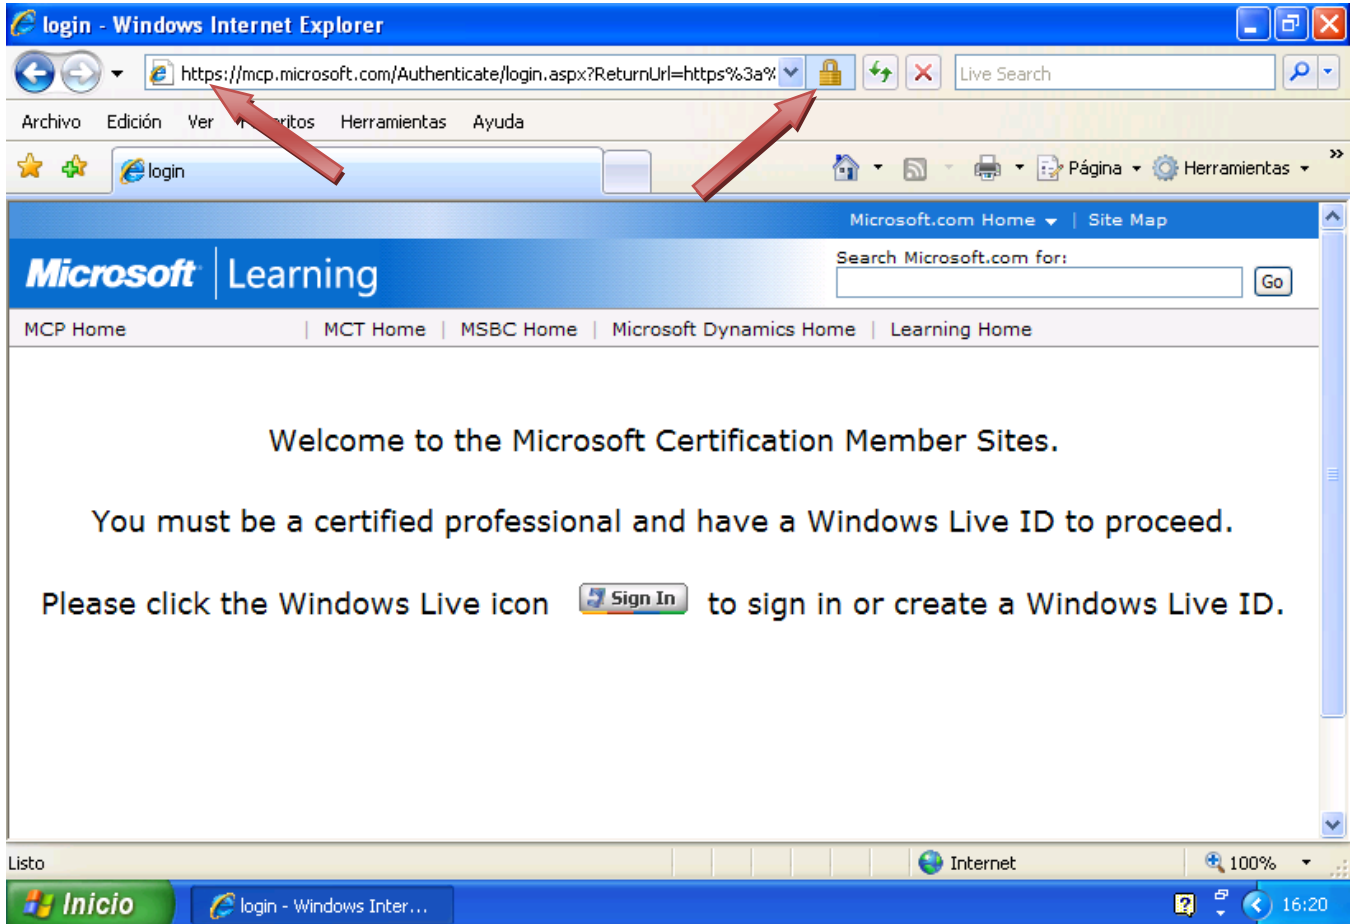 login - Windows Internet Explorer
https://mcp.microsoft.com/Authenticate/login.aspx?ReturnUrl=https%3a%
Live Search
Archivo Edición Ver Favoritos Herramientas Ayuda
login
Página Herramientas
Microsoft.com Home | Site Map
Microsoft | Learning
Search Microsoft.com for:
Go
MCP Home | MCT Home | MSBC Home | Microsoft Dynamics Home | Learning Home
Welcome to the Microsoft Certification Member Sites.
You must be a certified professional and have a Windows Live ID to proceed.
Please click the Windows Live icon Sign In to sign in or create a Windows Live ID.
Listo Internet 100%
Inicio login - Windows Inter... 16:20